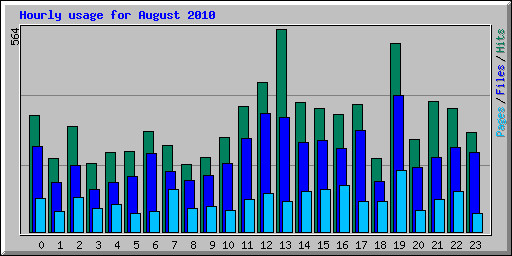 Hourly usage for August 2010
564
Pages/Files/Hits
0 1 2 3 4 5 6 7 8 9 10 11 12 13 14 15 16 17 18 19 20 21 22 23